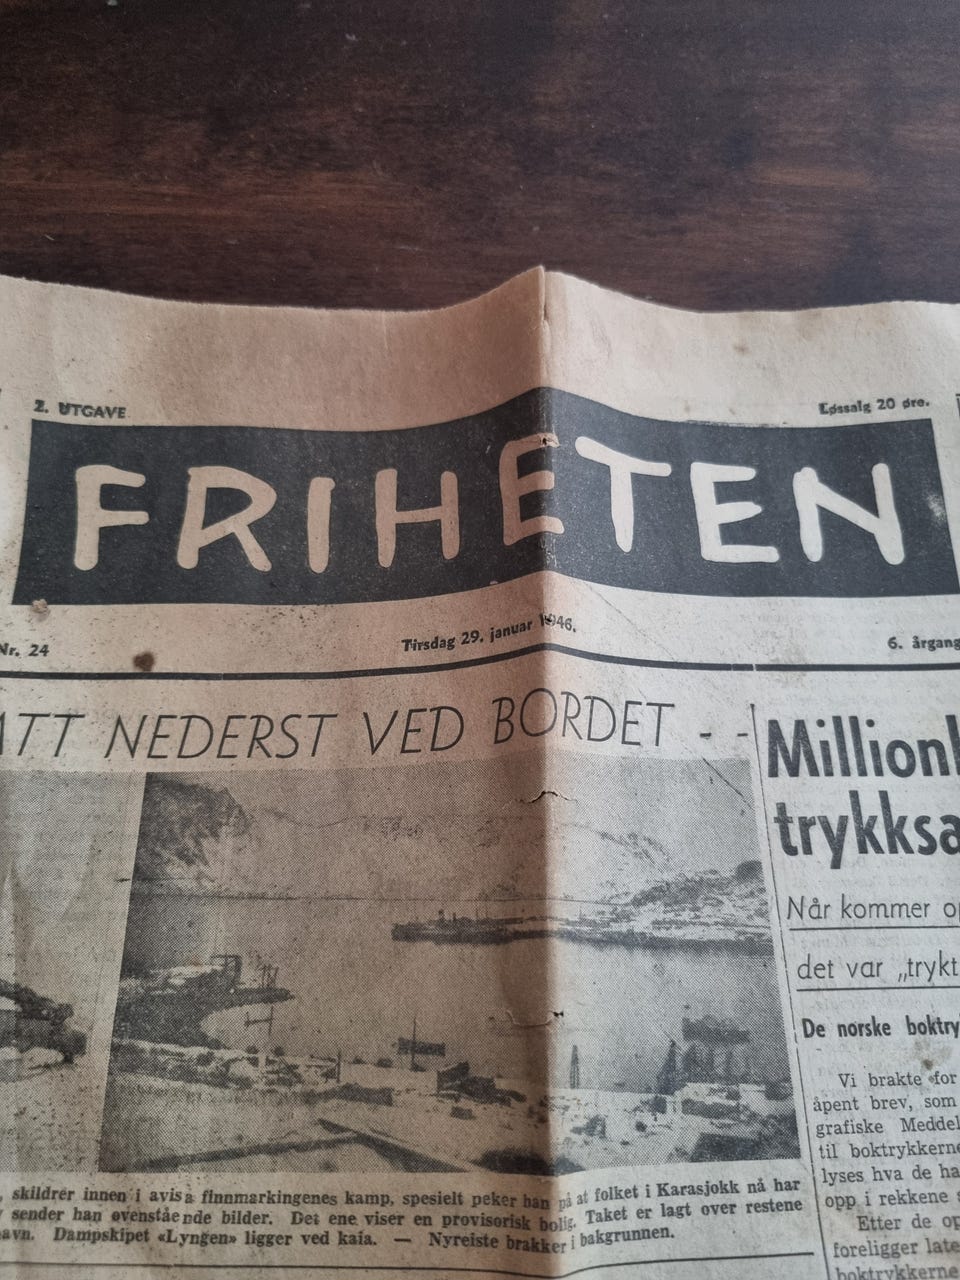 2. UTGAVE
Løssalg 20 øre.
FRIHETEN
Nr. 24
Tirsdag 29. januar 1946.
6. årgang
ATT NEDERST VED BORDET - -
skildrer innen i avisa finnmarkingenes kamp, spesielt peker han på at folket i Karasjokk nå har
sender han ovenstående bilder. Det ene viser en provisorisk bolig. Taket er lagt over restene
avn. Dampskipet «Lyngen» ligger ved kaia. — Nyreiste brakker i bakgrunnen.
Million
trykksa
Når kommer op
det var „trykt
De norske boktry
Vi brakte for
åpent brev, som
grafiske Meddel
til boktrykkerne
lyses hva de ha
opp i rekkene s
Etter de op
foreligger late
boktrykkerne